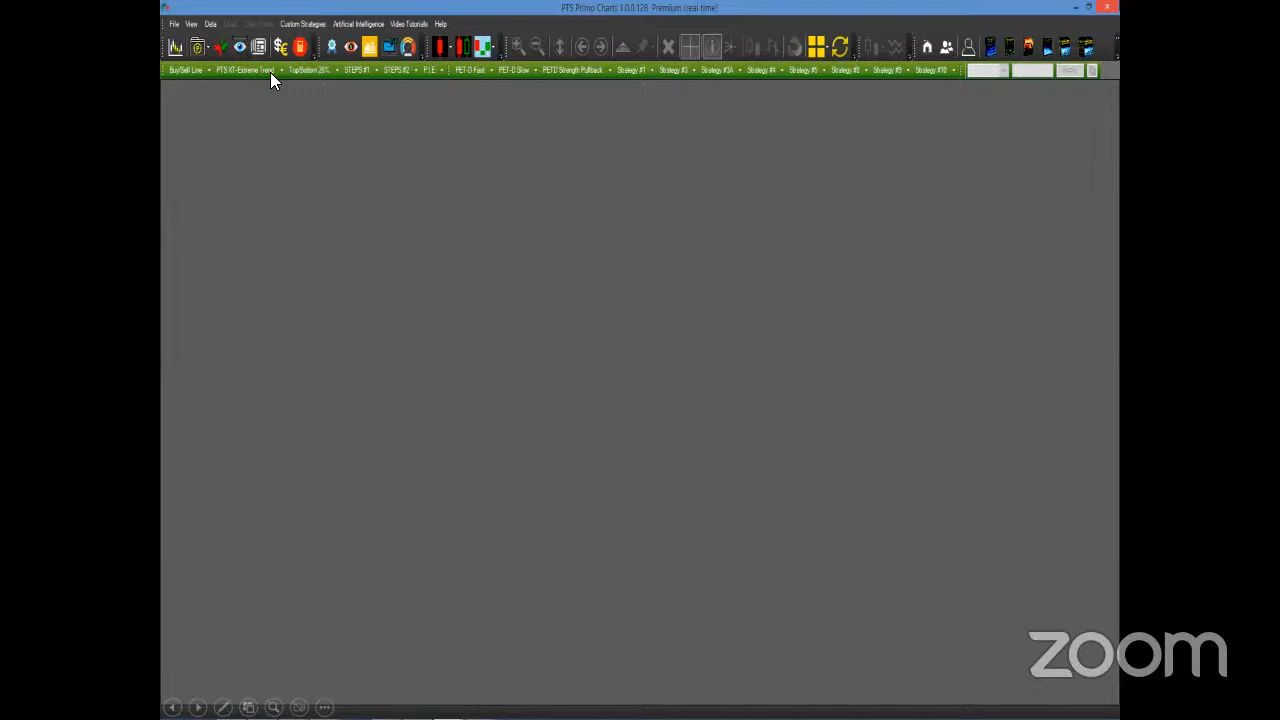 PTS Primo Charts 1.0.0.128 Premium (real time)
File View Data Custom Strategies Artificial Intelligence Video Tutorials Help
Buy/Sell Line PTS XT-Extreme Trend Top/Bottom 25% STEPS #1 STEPS #2 P.I.E PET-D Fast PET-D Slow PETD Strength Pullback Strategy #1 Strategy #3 Strategy #3A Strategy #4 Strategy #5 Strategy #8 Strategy #9 Strategy #10
zoom